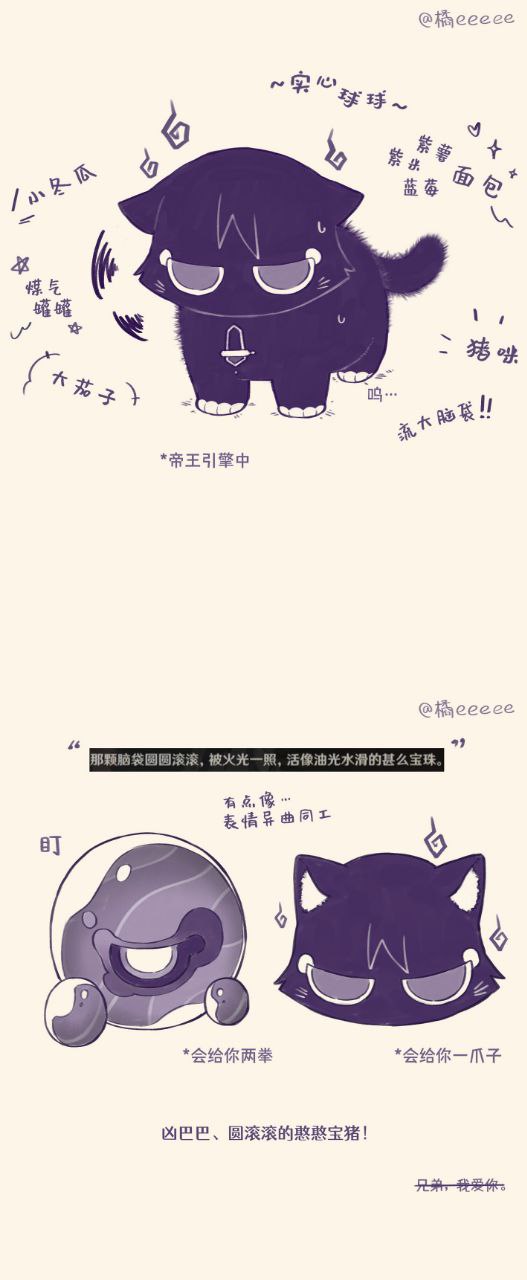 @橘eeeee
~实心球球~
小冬瓜
紫薯
紫米
蓝莓
面包
煤气
罐罐
猪咪
大茄子
呜…
流大脑袋!!
*帝王引擎中
@橘eeeee
“那颗脑袋圆圆滚滚，被火光一照，活像油光水滑的甚么宝珠。”
有点像…
表情异曲同工
盯
*会给你两拳
*会给你一爪子
凶巴巴、圆滚滚的憨憨宝猪！
兄弟，我爱你。